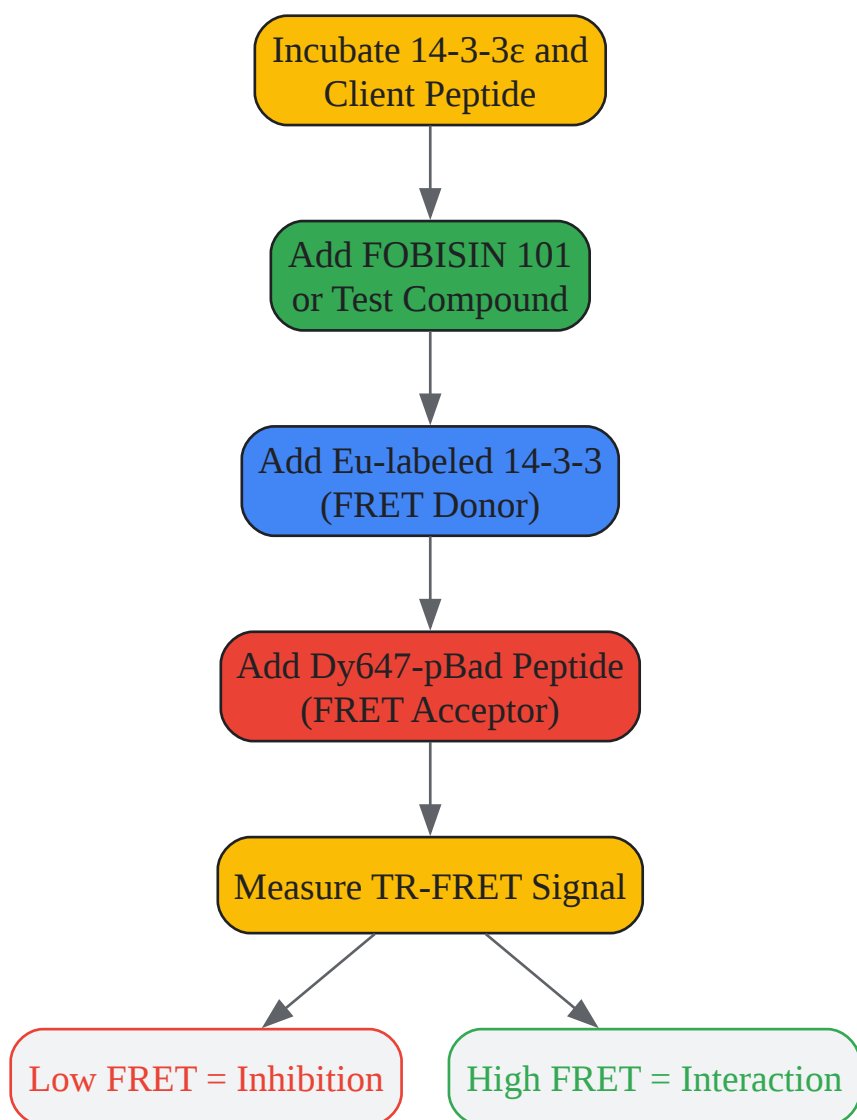 Incubate 14-3-3ε and
Client Peptide
Add FOBISIN 101
or Test Compound
Add Eu-labeled 14-3-3
(FRET Donor)
Add Dy647-pBad Peptide
(FRET Acceptor)
Measure TR-FRET Signal
Low FRET = Inhibition
High FRET = Interaction